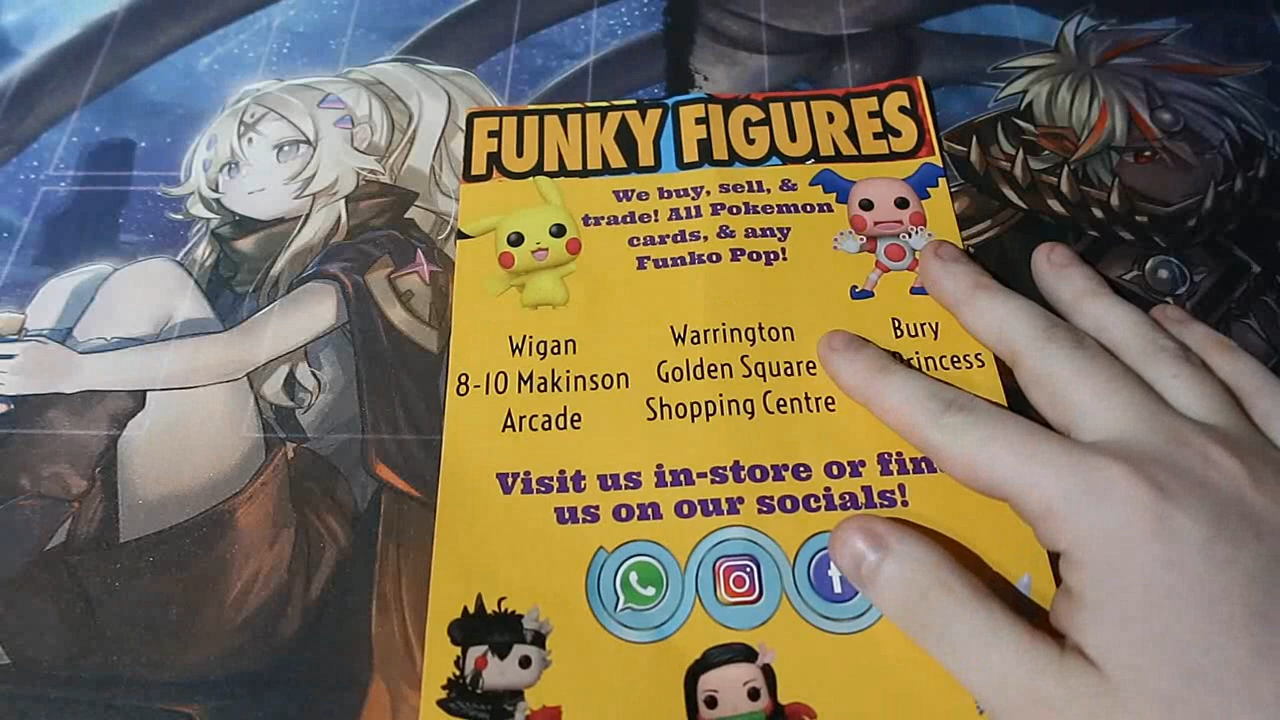 FUNKY FIGURES
We buy, sell, &
trade! All Pokemon
cards, & any
Funko Pop!
Wigan
8-10 Makinson
Arcade
Warrington
Golden Square
Shopping Centre
Bury
Princess
Visit us in-store or
us on our socials!